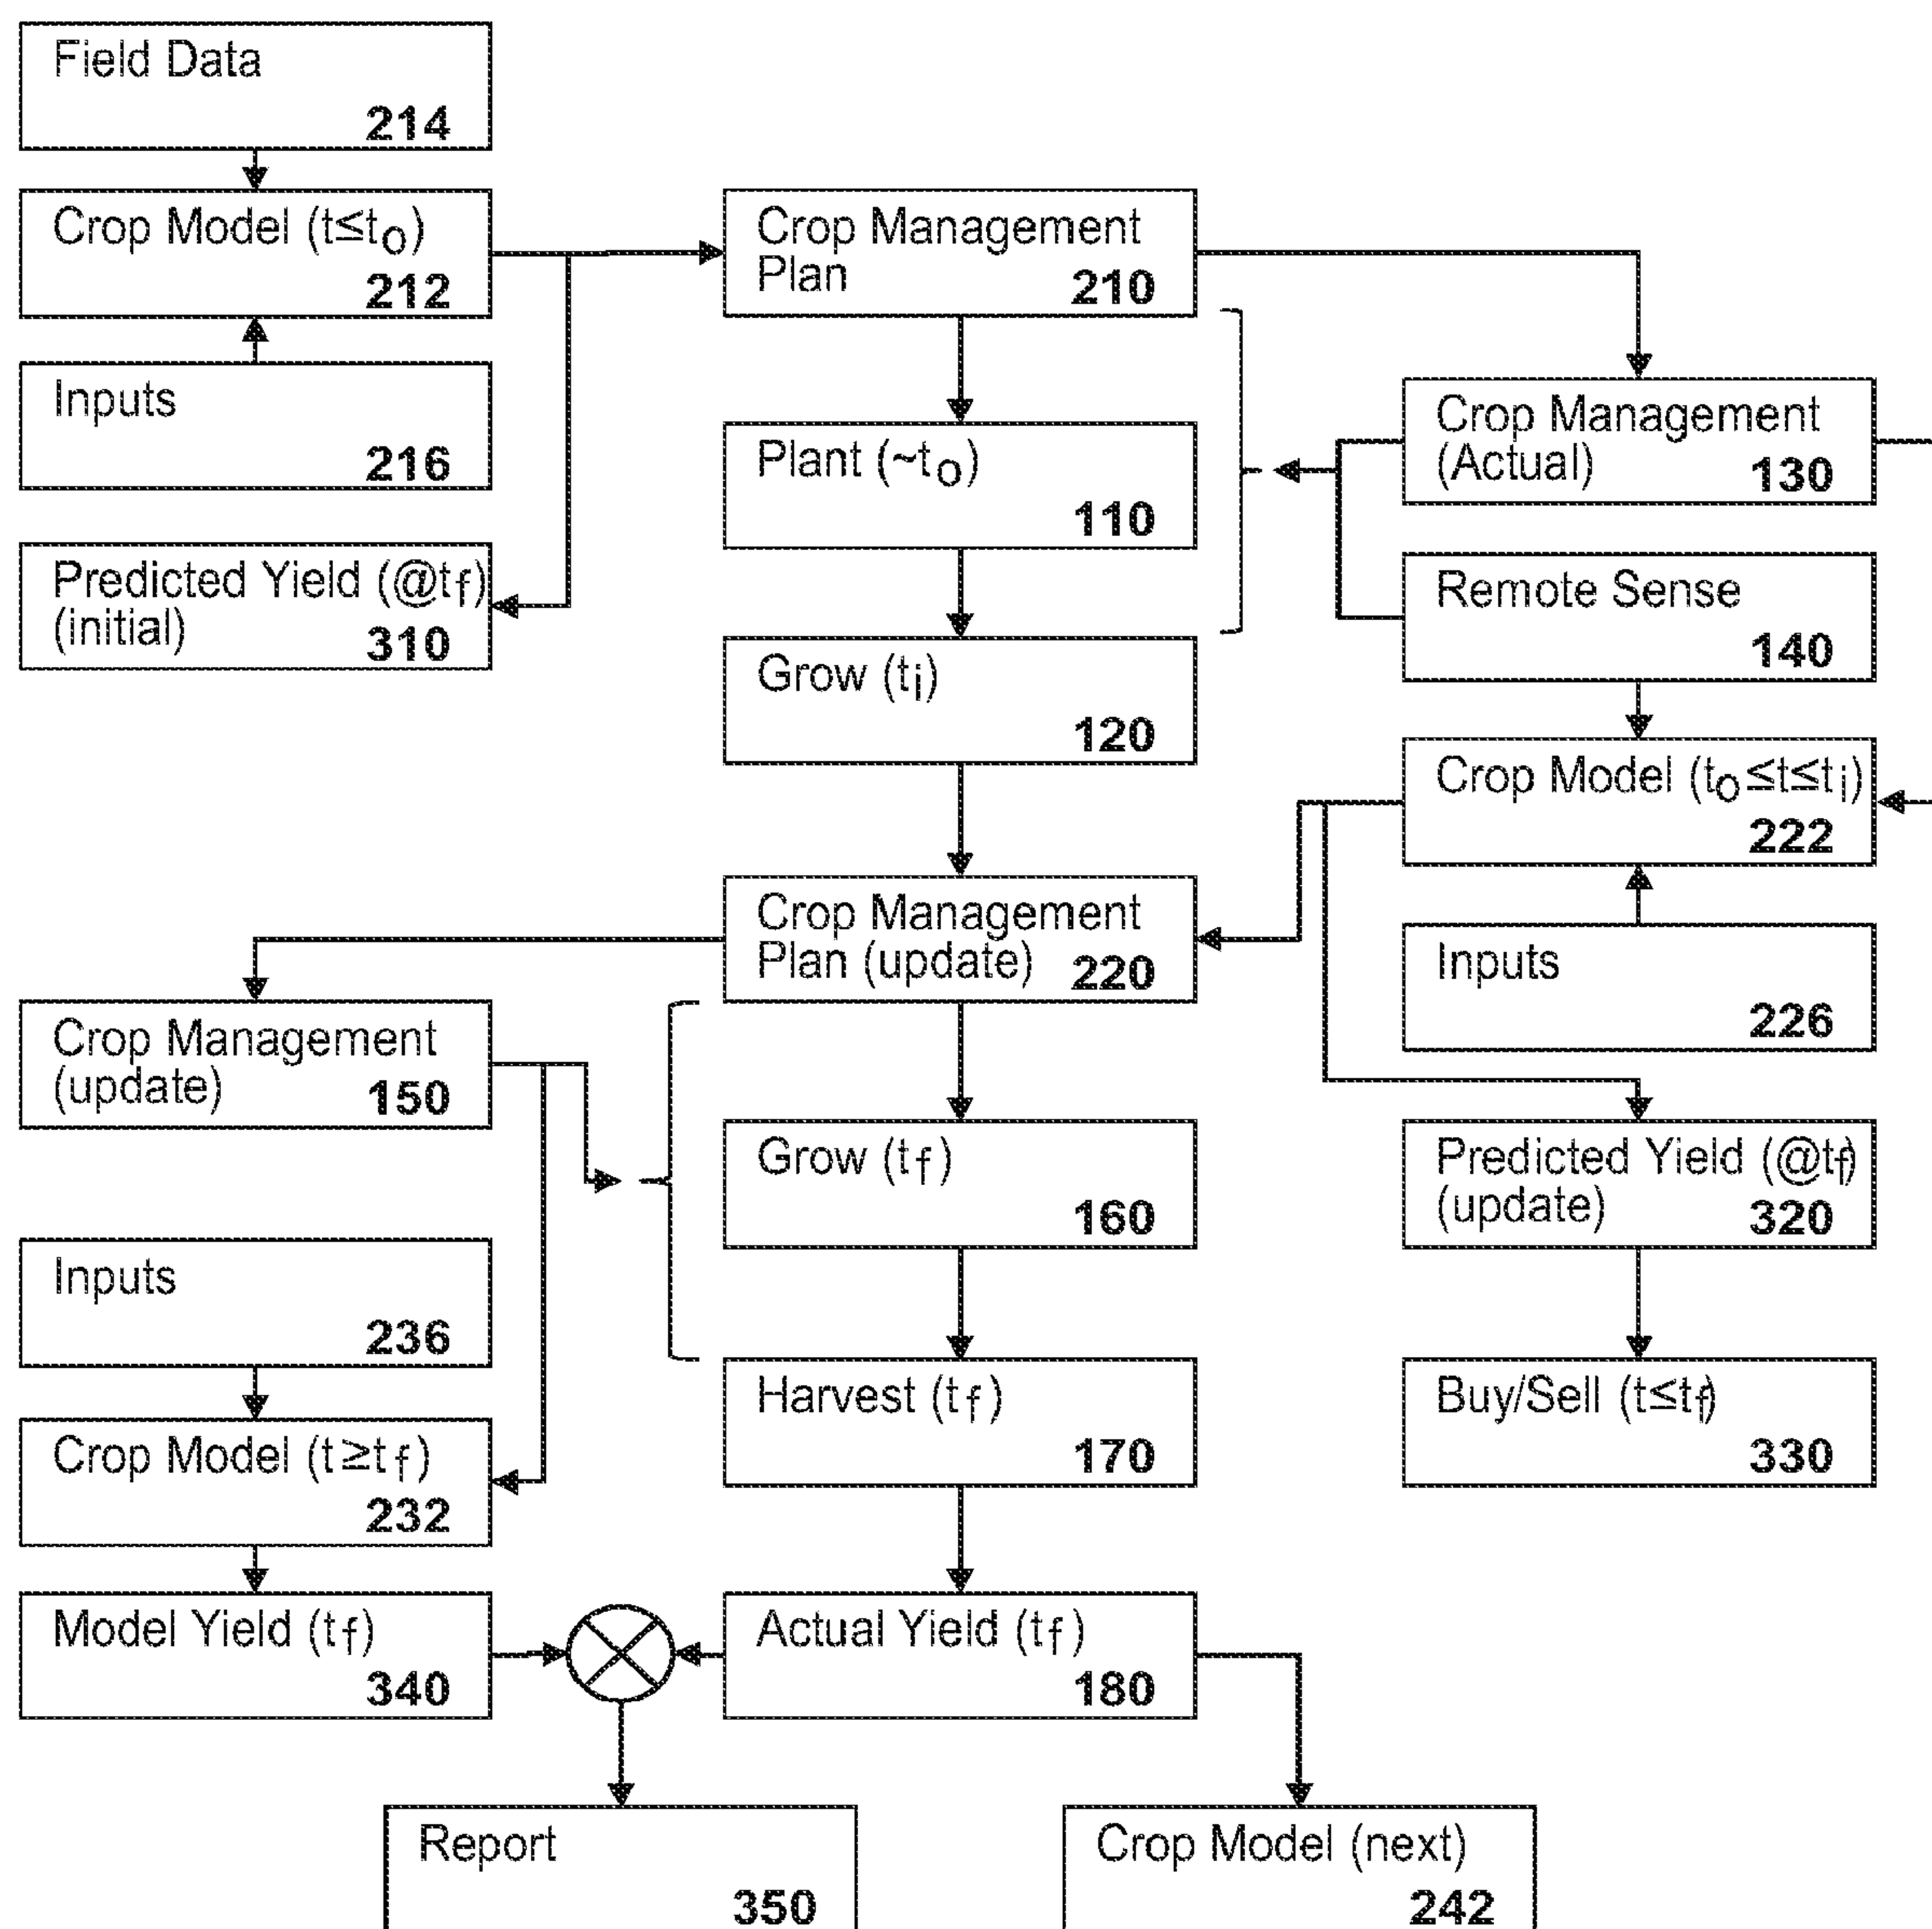 Field Data
214
Crop Model (t≤to)
212
Inputs
216
Predicted Yield (@tf)
(initial)
310
Crop Management
Plan
210
Plant (~to)
110
Grow (ti)
120
Crop Management
(Actual)
130
Remote Sense
140
Crop Model (to≤t≤ti)
222
Inputs
226
Crop Management
Plan (update)
220
Crop Management
(update)
150
Grow (tf)
160
Predicted Yield (@tf)
(update)
320
Inputs
236
Harvest (tf)
170
Buy/Sell (t≤tf)
330
Crop Model (t≥tf)
232
Model Yield (tf)
340
Actual Yield (tf)
180
Report
350
Crop Model (next)
242